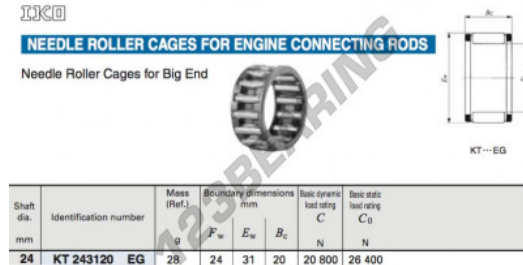 IKO
NEEDLE ROLLER CAGES FOR ENGINE CONNECTING RODS
Needle Roller Cages for Big End
Bc
Ew
KT···EG
123BEARING
Shaft dia. mm
Identification number
Mass (Ref.) g
Boundary dimensions mm
Fw Ew Bc
Basic dynamic load rating C N
Basic static load rating C0 N
24 KT 243120 EG 28 24 31 20 20 800 26 400